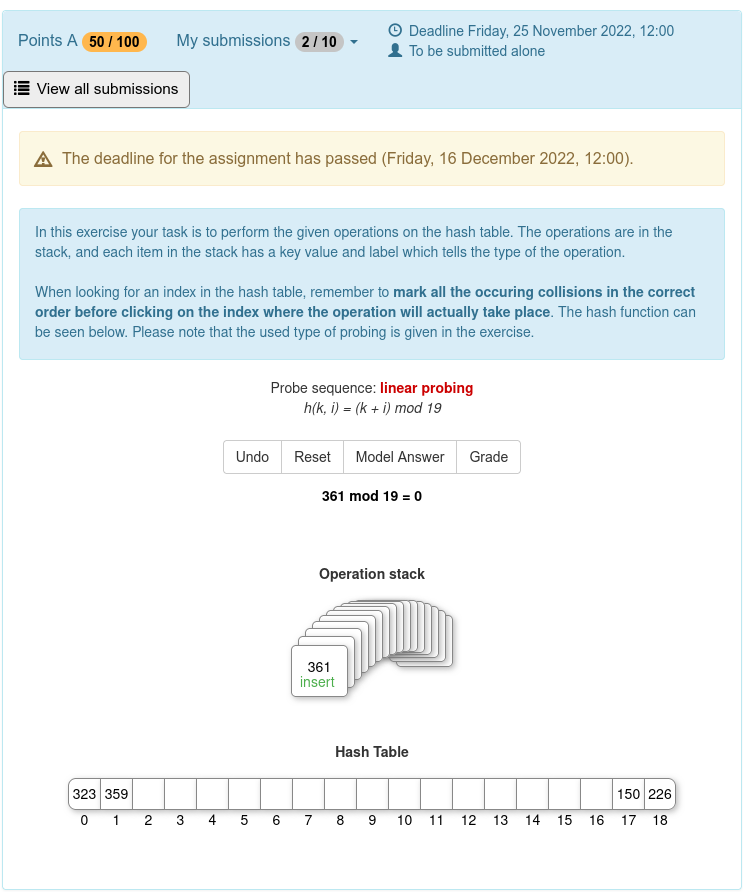 Points A 50 / 100 My submissions 2 / 10 Deadline Friday, 25 November 2022, 12:00
To be submitted alone
View all submissions
The deadline for the assignment has passed (Friday, 16 December 2022, 12:00).
In this exercise your task is to perform the given operations on the hash table. The operations are in the
stack, and each item in the stack has a key value and label which tells the type of the operation.
When looking for an index in the hash table, remember to mark all the occuring collisions in the correct
order before clicking on the index where the operation will actually take place. The hash function can
be seen below. Please note that the used type of probing is given in the exercise.
Probe sequence: linear probing
h(k, i) = (k + i) mod 19
Undo Reset Model Answer Grade
361 mod 19 = 0
Operation stack
361
insert
Hash Table
323 359 150 226
0 1 2 3 4 5 6 7 8 9 10 11 12 13 14 15 16 17 18